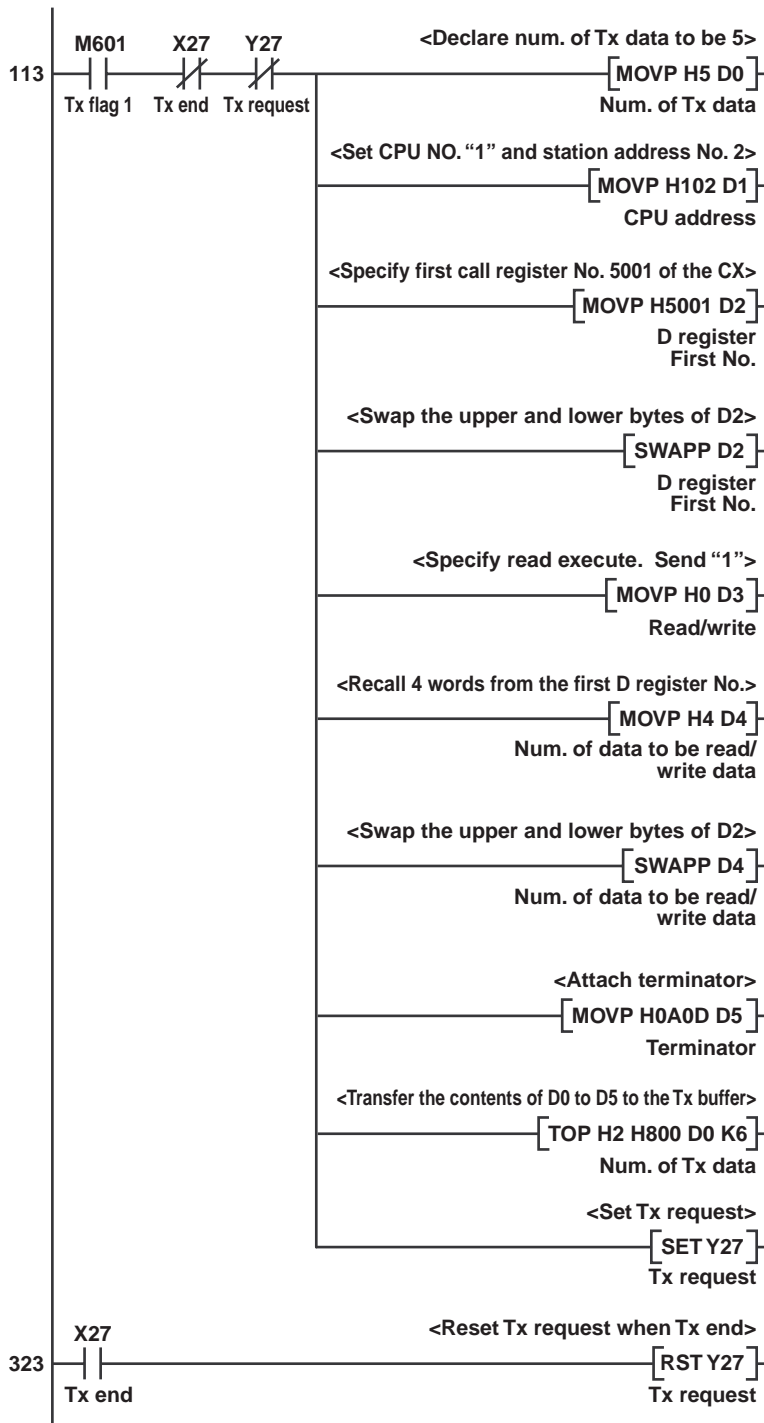 M601 X27 Y27 <Declare num. of Tx data to be 5>
113 MOVP H5 D0
Tx flag 1 Tx end Tx request Num. of Tx data
<Set CPU NO. “1” and station address No. 2>
MOVP H102 D1
CPU address
<Specify first call register No. 5001 of the CX>
MOVP H5001 D2
D register
First No.
<Swap the upper and lower bytes of D2>
SWAPP D2
D register
First No.
<Specify read execute. Send “1”>
MOVP H0 D3
Read/write
<Recall 4 words from the first D register No.>
MOVP H4 D4
Num. of data to be read/
write data
<Swap the upper and lower bytes of D2>
SWAPP D4
Num. of data to be read/
write data
<Attach terminator>
MOVP H0A0D D5
Terminator
<Transfer the contents of D0 to D5 to the Tx buffer>
TOP H2 H800 D0 K6
Num. of Tx data
<Set Tx request>
SET Y27
Tx request
X27 <Reset Tx request when Tx end>
323 RST Y27
Tx end Tx request